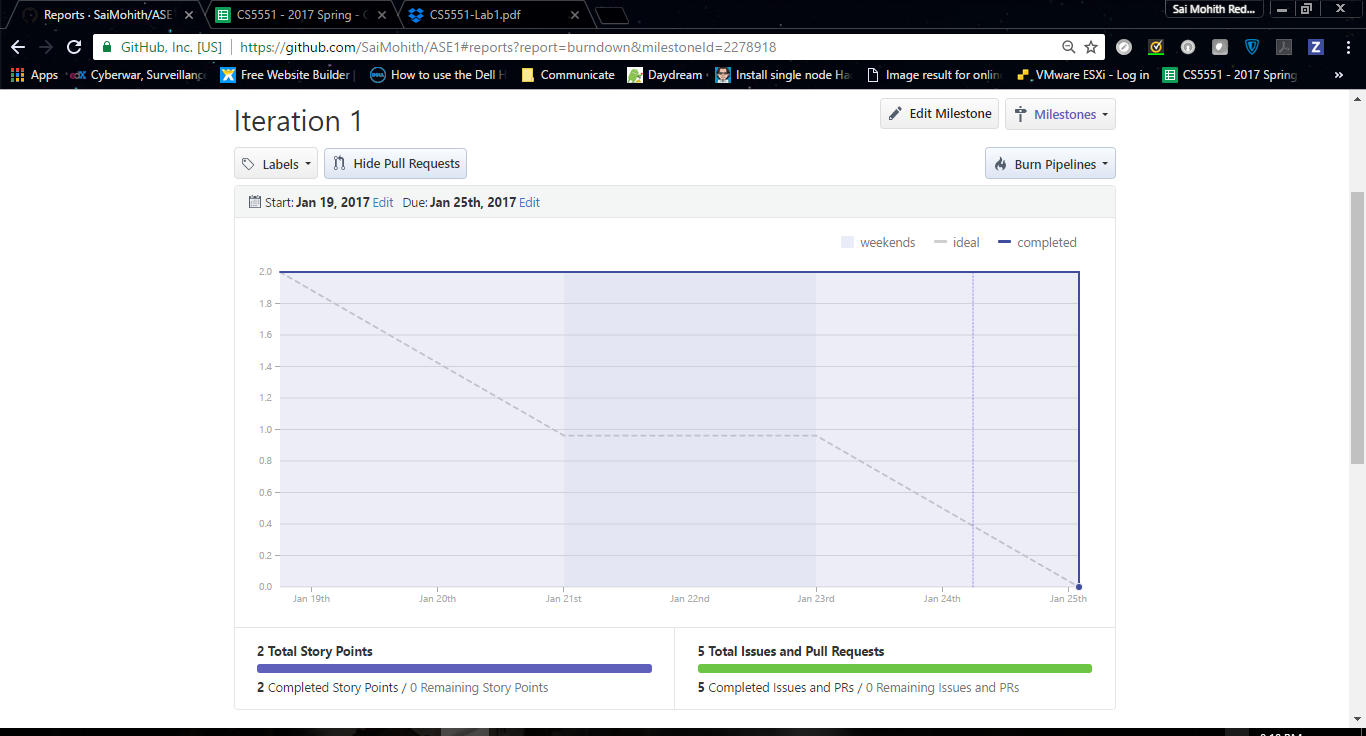 Reports · SaiMohith/ASE
CS5551 - 2017 Spring -
CS5551-Lab1.pdf
Sai Mohith Red...
GitHub, Inc. [US] | https://github.com/SaiMohith/ASE1#reports?report=burndown&milestoneId=2278918
Apps edX Cyberwar, Surveillance Free Website Builder How to use the Dell Communicate Daydream Install single node Image result for online VMware ESXi - Log in CS5551 - 2017 Spring »
Iteration 1
Edit Milestone
Milestones
Labels
Hide Pull Requests
Burn Pipelines
Start: Jan 19, 2017 Edit Due: Jan 25th, 2017 Edit
weekends ideal completed
2.0
1.8
1.6
1.4
1.2
1.0
0.8
0.6
0.4
0.2
0.0
Jan 19th Jan 20th Jan 21st Jan 22nd Jan 23rd Jan 24th Jan 25th
2 Total Story Points
2 Completed Story Points / 0 Remaining Story Points
5 Total Issues and Pull Requests
5 Completed Issues and PRs / 0 Remaining Issues and PRs